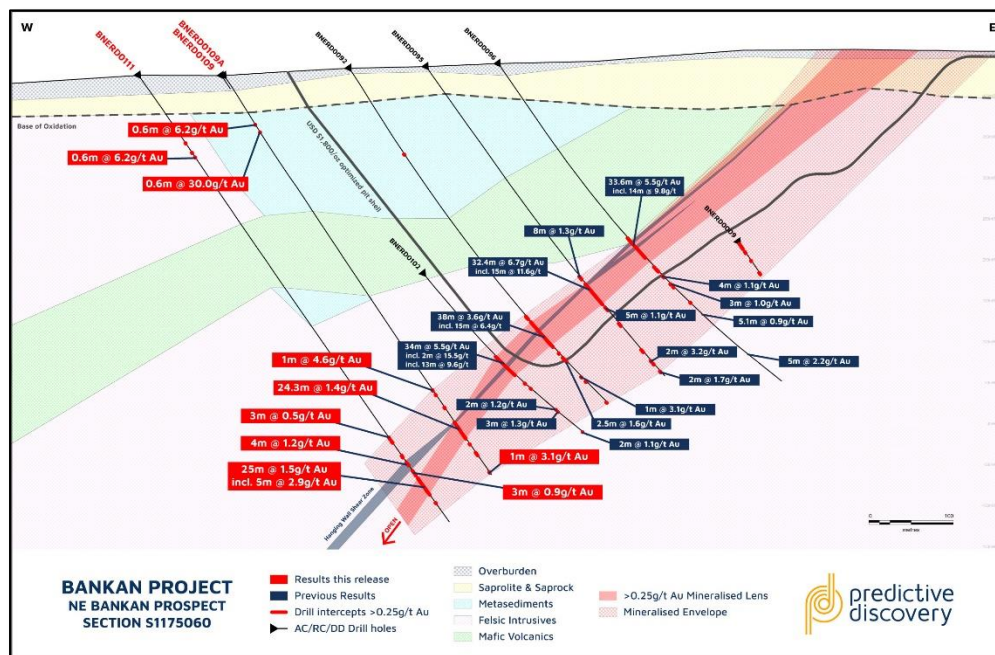 W
E
BNERD0111
BNERD0109A
BNERD0109
BNERD0092
BNERD0095
BNERD0096
Base of Oxidation
0.6m @ 6.2g/t Au
0.6m @ 6.2g/t Au
0.6m @ 30.0g/t Au
USD $1,800/oz optimized pit shell
33.6m @ 5.5g/t Au
incl. 14m @ 9.8g/t
BNERD0009
8m @ 1.3g/t Au
BNERD0102
32.4m @ 6.7g/t Au
incl. 15m @ 11.6g/t
4m @ 1.1g/t Au
3m @ 1.0g/t Au
38m @ 3.6g/t Au
incl. 15m @ 6.4g/t
5m @ 1.1g/t Au
5.1m @ 0.9g/t Au
34m @ 5.5g/t Au
incl. 2m @ 15.5g/t
incl. 13m @ 9.6g/t
2m @ 3.2g/t Au
5m @ 2.2g/t Au
1m @ 4.6g/t Au
2m @ 1.7g/t Au
24.3m @ 1.4g/t Au
2m @ 1.2g/t Au
1m @ 3.1g/t Au
3m @ 0.5g/t Au
3m @ 1.3g/t Au
2.5m @ 1.6g/t Au
4m @ 1.2g/t Au
2m @ 1.1g/t Au
25m @ 1.5g/t Au
incl. 5m @ 2.9g/t Au
1m @ 3.1g/t Au
3m @ 0.9g/t Au
Hanging Wall Shear Zone
OPEN
0
100
metres
BANKAN PROJECT
NE BANKAN PROSPECT
SECTION S1175060
Results this release
Previous Results
Drill intercepts >0.25g/t Au
AC/RC/DD Drill holes
Overburden
Saprolite & Saprock
Metasediments
Felsic Intrusives
Mafic Volcanics
>0.25g/t Au Mineralised Lens
Mineralised Envelope
predictive
discovery